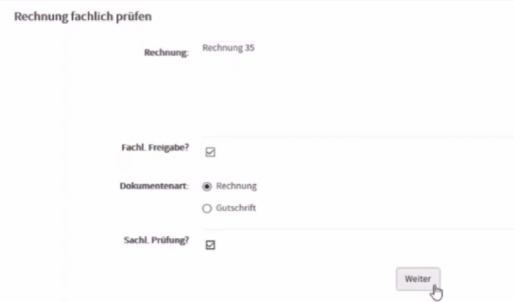 Rechnung fachlich prüfen
Rechnung: Rechnung 35
Fachl. Freigabe?
Dokumentenart: Rechnung
Gutschrift
Sachl. Prüfung?
Weiter